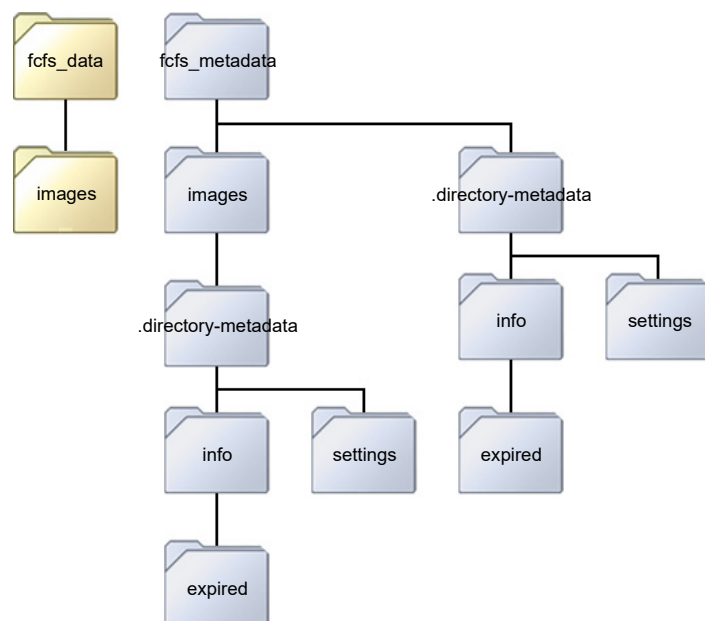 fcfs_data
fcfs_metadata
images
images
.directory-metadata
.directory-metadata
info
settings
info
settings
expired
expired